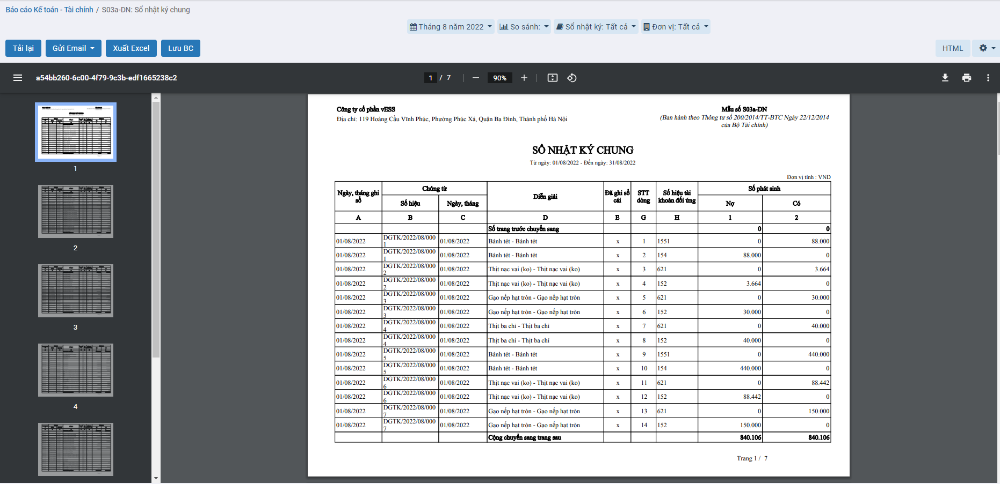 Báo cáo Kế toán - Tài chính / S03a-DN: Sổ nhật ký chung
Tháng 8 năm 2022 So sánh: Sổ nhật ký: Tất cả Đơn vị: Tất cả
Tải lại Gửi Email Xuất Excel Lưu BC HTML
a54bb260-6c00-4f79-9c3b-edf1665238c2 1 / 7 90%
1
2
3
4
Công ty cổ phần vESS
Địa chỉ: 119 Hoàng Cầu Vĩnh Phúc, Phường Phúc Xá, Quận Ba Đình, Thành phố Hà Nội
Mẫu số S03a-DN
(Ban hành theo Thông tư số 200/2014/TT-BTC Ngày 22/12/2014
của Bộ Tài chính)
SỔ NHẬT KÝ CHUNG
Từ ngày: 01/08/2022 - Đến ngày: 31/08/2022
Đơn vị tính : VND
Ngày, tháng ghi sổ Chứng từ Diễn giải Đã ghi sổ cái STT dòng Số hiệu tài khoản đối ứng Số phát sinh
Số hiệu Ngày, tháng Nợ Có
A B C D E G H 1 2
Số trang trước chuyển sang 0 0
01/08/2022 DGTK/2022/08/0001 01/08/2022 Bánh tét - Bánh tét x 1 1551 0 88.000
01/08/2022 DGTK/2022/08/0001 01/08/2022 Bánh tét - Bánh tét x 2 154 88.000 0
01/08/2022 DGTK/2022/08/0002 01/08/2022 Thịt nạc vai (ko) - Thịt nạc vai (ko) x 3 621 0 3.664
01/08/2022 DGTK/2022/08/0002 01/08/2022 Thịt nạc vai (ko) - Thịt nạc vai (ko) x 4 152 3.664 0
01/08/2022 DGTK/2022/08/0003 01/08/2022 Gạo nếp hạt tròn - Gạo nếp hạt tròn x 5 621 0 30.000
01/08/2022 DGTK/2022/08/0003 01/08/2022 Gạo nếp hạt tròn - Gạo nếp hạt tròn x 6 152 30.000 0
01/08/2022 DGTK/2022/08/0004 01/08/2022 Thịt ba chỉ - Thịt ba chỉ x 7 621 0 40.000
01/08/2022 DGTK/2022/08/0004 01/08/2022 Thịt ba chỉ - Thịt ba chỉ x 8 152 40.000 0
01/08/2022 DGTK/2022/08/0005 01/08/2022 Bánh tét - Bánh tét x 9 1551 0 440.000
01/08/2022 DGTK/2022/08/0005 01/08/2022 Bánh tét - Bánh tét x 10 154 440.000 0
01/08/2022 DGTK/2022/08/0006 01/08/2022 Thịt nạc vai (ko) - Thịt nạc vai (ko) x 11 621 0 88.442
01/08/2022 DGTK/2022/08/0006 01/08/2022 Thịt nạc vai (ko) - Thịt nạc vai (ko) x 12 152 88.442 0
01/08/2022 DGTK/2022/08/0007 01/08/2022 Gạo nếp hạt tròn - Gạo nếp hạt tròn x 13 621 0 150.000
01/08/2022 DGTK/2022/08/0007 01/08/2022 Gạo nếp hạt tròn - Gạo nếp hạt tròn x 14 152 150.000 0
Cộng chuyển sang trang sau 840.106 840.106
Trang 1 / 7